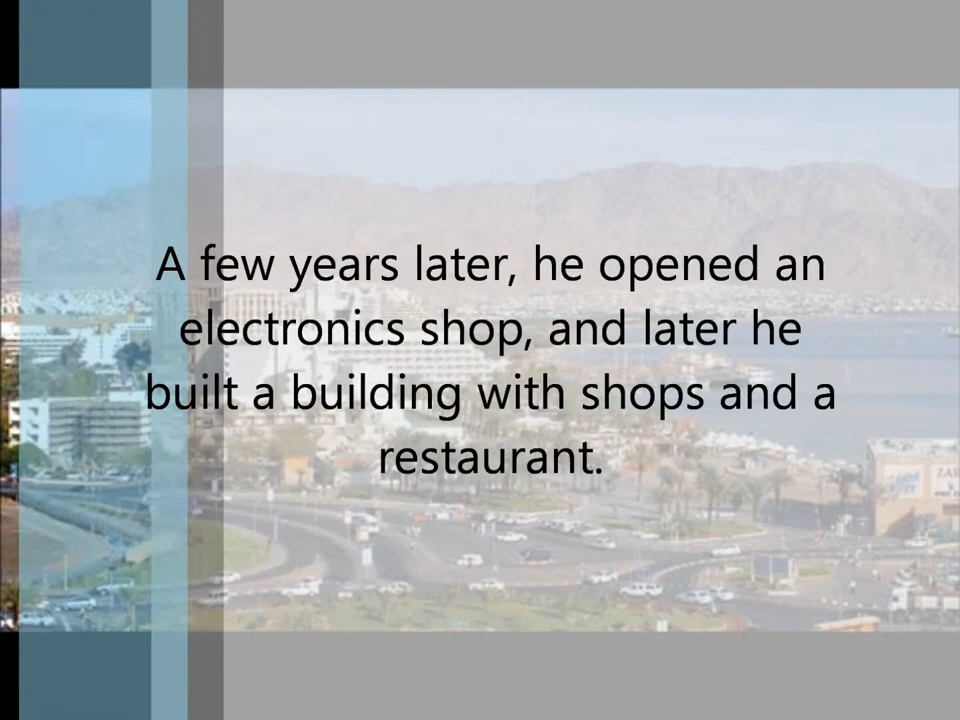 A few years later, he opened an
electronics shop, and later he
built a building with shops and a
restaurant.